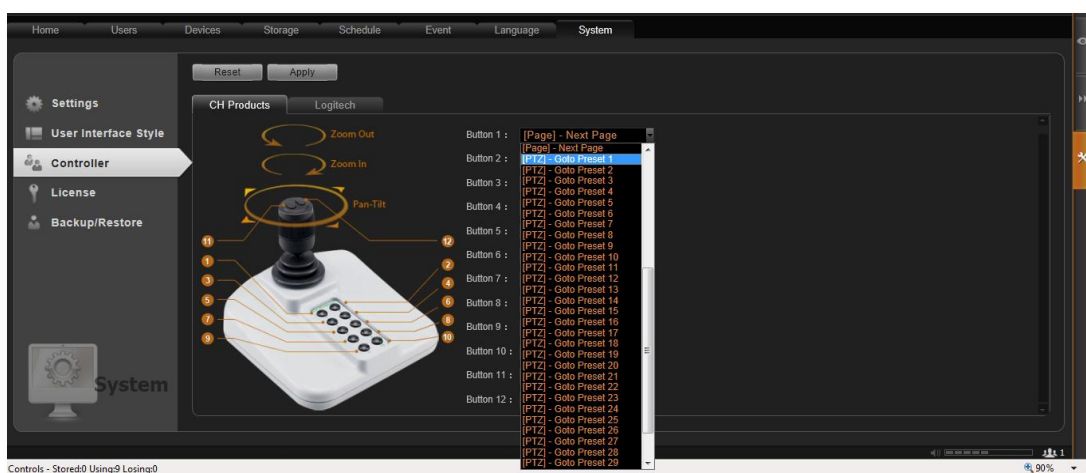 Home Users Devices Storage Schedule Event Language System
Reset Apply
CH Products Logitech
Settings
User Interface Style
Controller
License
Backup/Restore
System
Zoom Out
Zoom In
Pan-Tilt
11
1
3
5
7
9
12
2
4
6
8
10
Button 1 : [Page] - Next Page
Button 2 :
Button 3 :
Button 4 :
Button 5 :
Button 6 :
Button 7 :
Button 8 :
Button 9 :
Button 10 :
Button 11 :
Button 12 :
[Page] - Next Page
[PTZ] - Goto Preset 1
[PTZ] - Goto Preset 2
[PTZ] - Goto Preset 3
[PTZ] - Goto Preset 4
[PTZ] - Goto Preset 5
[PTZ] - Goto Preset 6
[PTZ] - Goto Preset 7
[PTZ] - Goto Preset 8
[PTZ] - Goto Preset 9
[PTZ] - Goto Preset 10
[PTZ] - Goto Preset 11
[PTZ] - Goto Preset 12
[PTZ] - Goto Preset 13
[PTZ] - Goto Preset 14
[PTZ] - Goto Preset 15
[PTZ] - Goto Preset 16
[PTZ] - Goto Preset 17
[PTZ] - Goto Preset 18
[PTZ] - Goto Preset 19
[PTZ] - Goto Preset 20
[PTZ] - Goto Preset 21
[PTZ] - Goto Preset 22
[PTZ] - Goto Preset 23
[PTZ] - Goto Preset 24
[PTZ] - Goto Preset 25
[PTZ] - Goto Preset 26
[PTZ] - Goto Preset 27
[PTZ] - Goto Preset 28
[PTZ] - Goto Preset 29
1
Controls - Stored:0 Using:9 Losing:0
90%